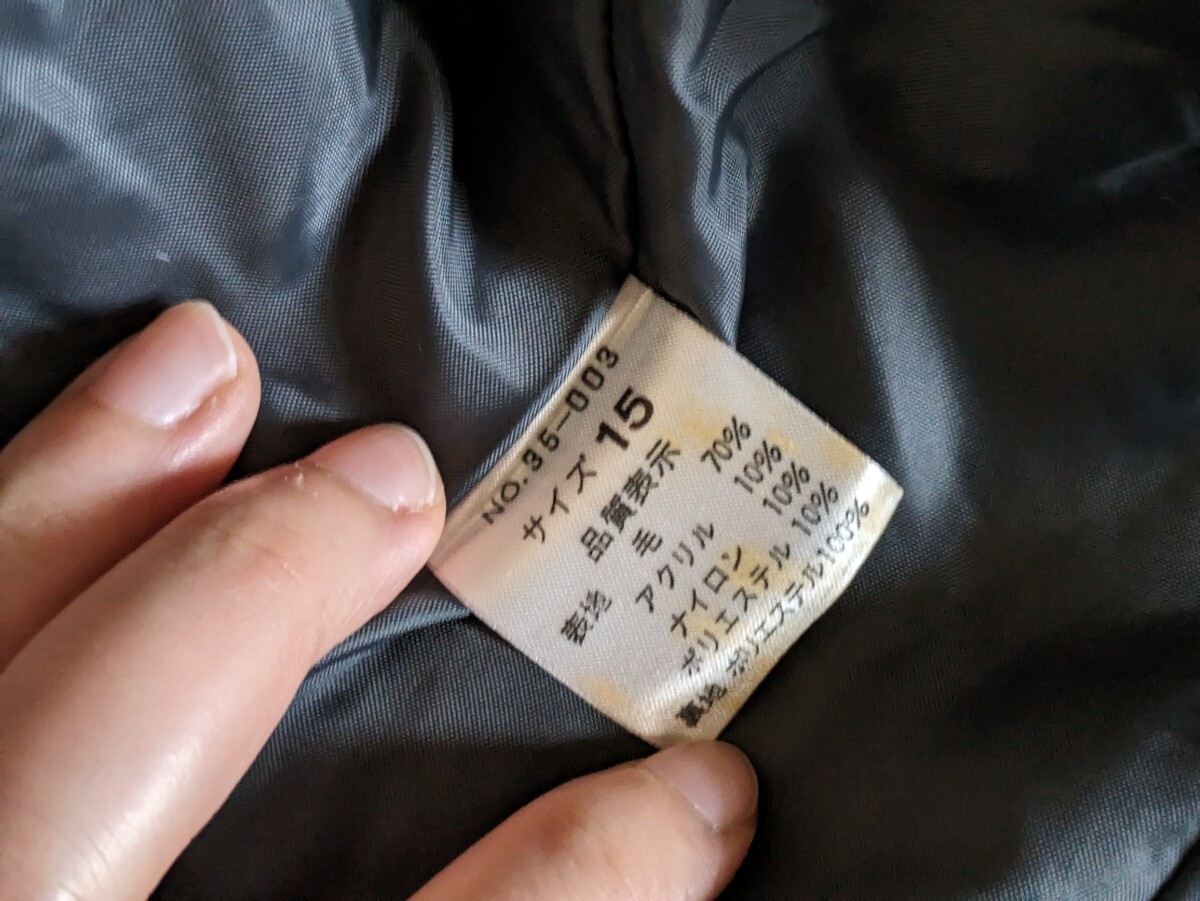 NO.35-003
サイズ 15
品質表示
表地 毛 70%
アクリル 10%
ナイロン 10%
ポリエステル 10%
裏地 ポリエステル100%